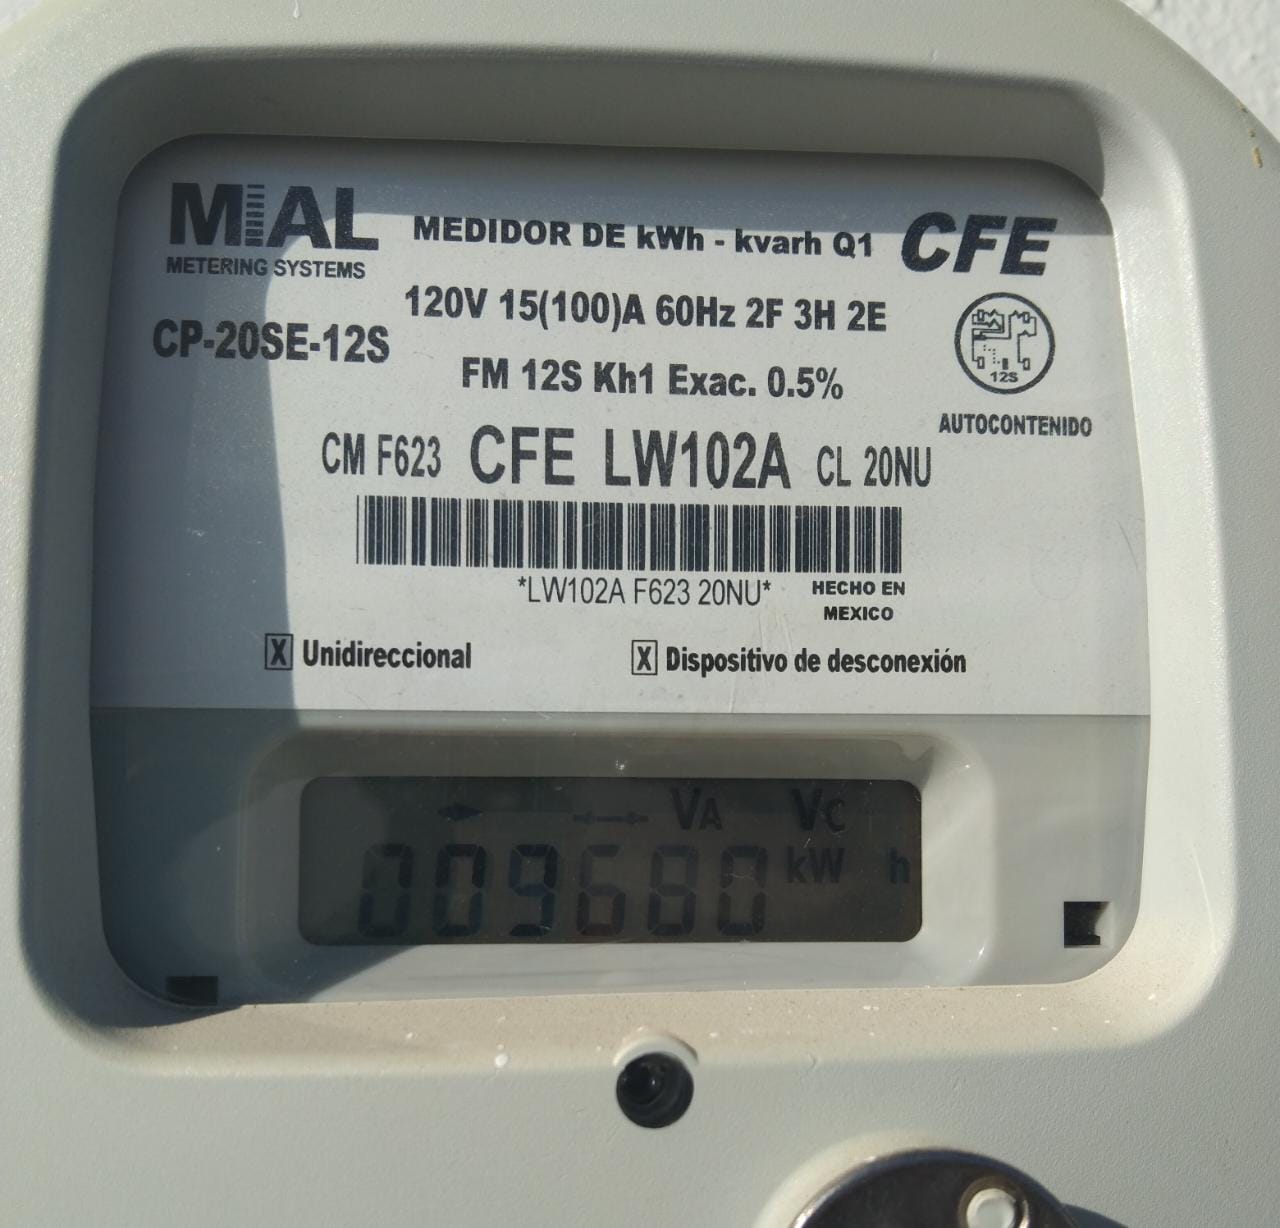 MIAL
METERING SYSTEMS
MEDIDOR DE kWh - kvarh Q1
CFE
120V 15(100)A 60Hz 2F 3H 2E
CP-20SE-12S
FM 12S Kh1 Exac. 0.5%
12S
AUTOCONTENIDO
CM F623 CFE LW102A CL 20NU
*LW102A F623 20NU*
HECHO EN
MEXICO
X Unidireccional
X Dispositivo de desconexión
VA VC
009680 kW h